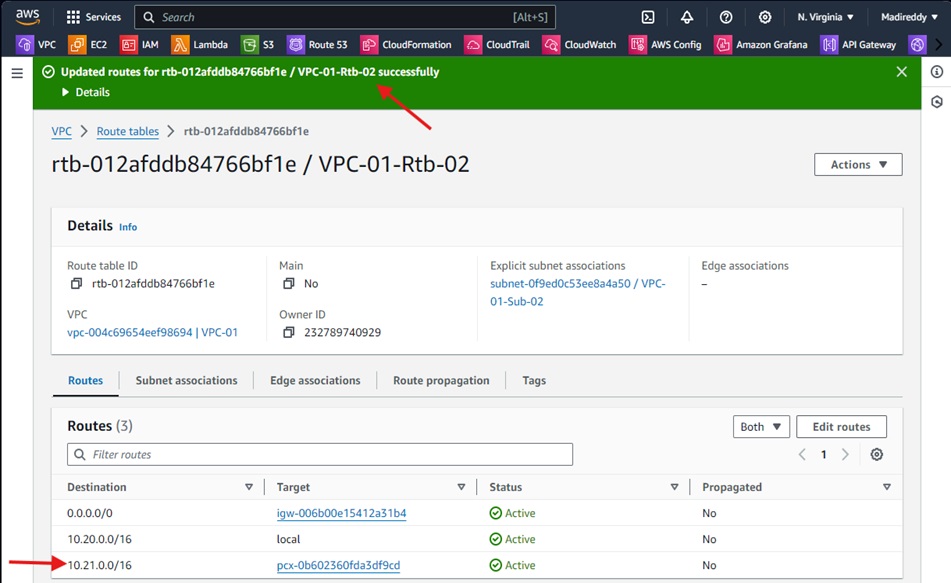 aws Services Search [Alt+S] N. Virginia Madireddy
VPC EC2 IAM Lambda S3 Route 53 CloudFormation CloudTrail CloudWatch AWS Config Amazon Grafana API Gateway
Updated routes for rtb-012afddb84766bf1e / VPC-01-Rtb-02 successfully
Details
VPC Route tables rtb-012afddb84766bf1e
rtb-012afddb84766bf1e / VPC-01-Rtb-02
Actions
Details Info
Route table ID
rtb-012afddb84766bf1e
Main
No
Explicit subnet associations
subnet-0f9ed0c53ee8a4a50 / VPC-
01-Sub-02
Edge associations
–
VPC
vpc-004c69654eef98694 | VPC-01
Owner ID
232789740929
Routes Subnet associations Edge associations Route propagation Tags
Routes (3)
Both Edit routes
Filter routes
1
Destination Target Status Propagated
0.0.0.0/0 igw-006b00e15412a31b4 Active No
10.20.0.0/16 local Active No
10.21.0.0/16 pcx-0b602360fda3df9cd Active No